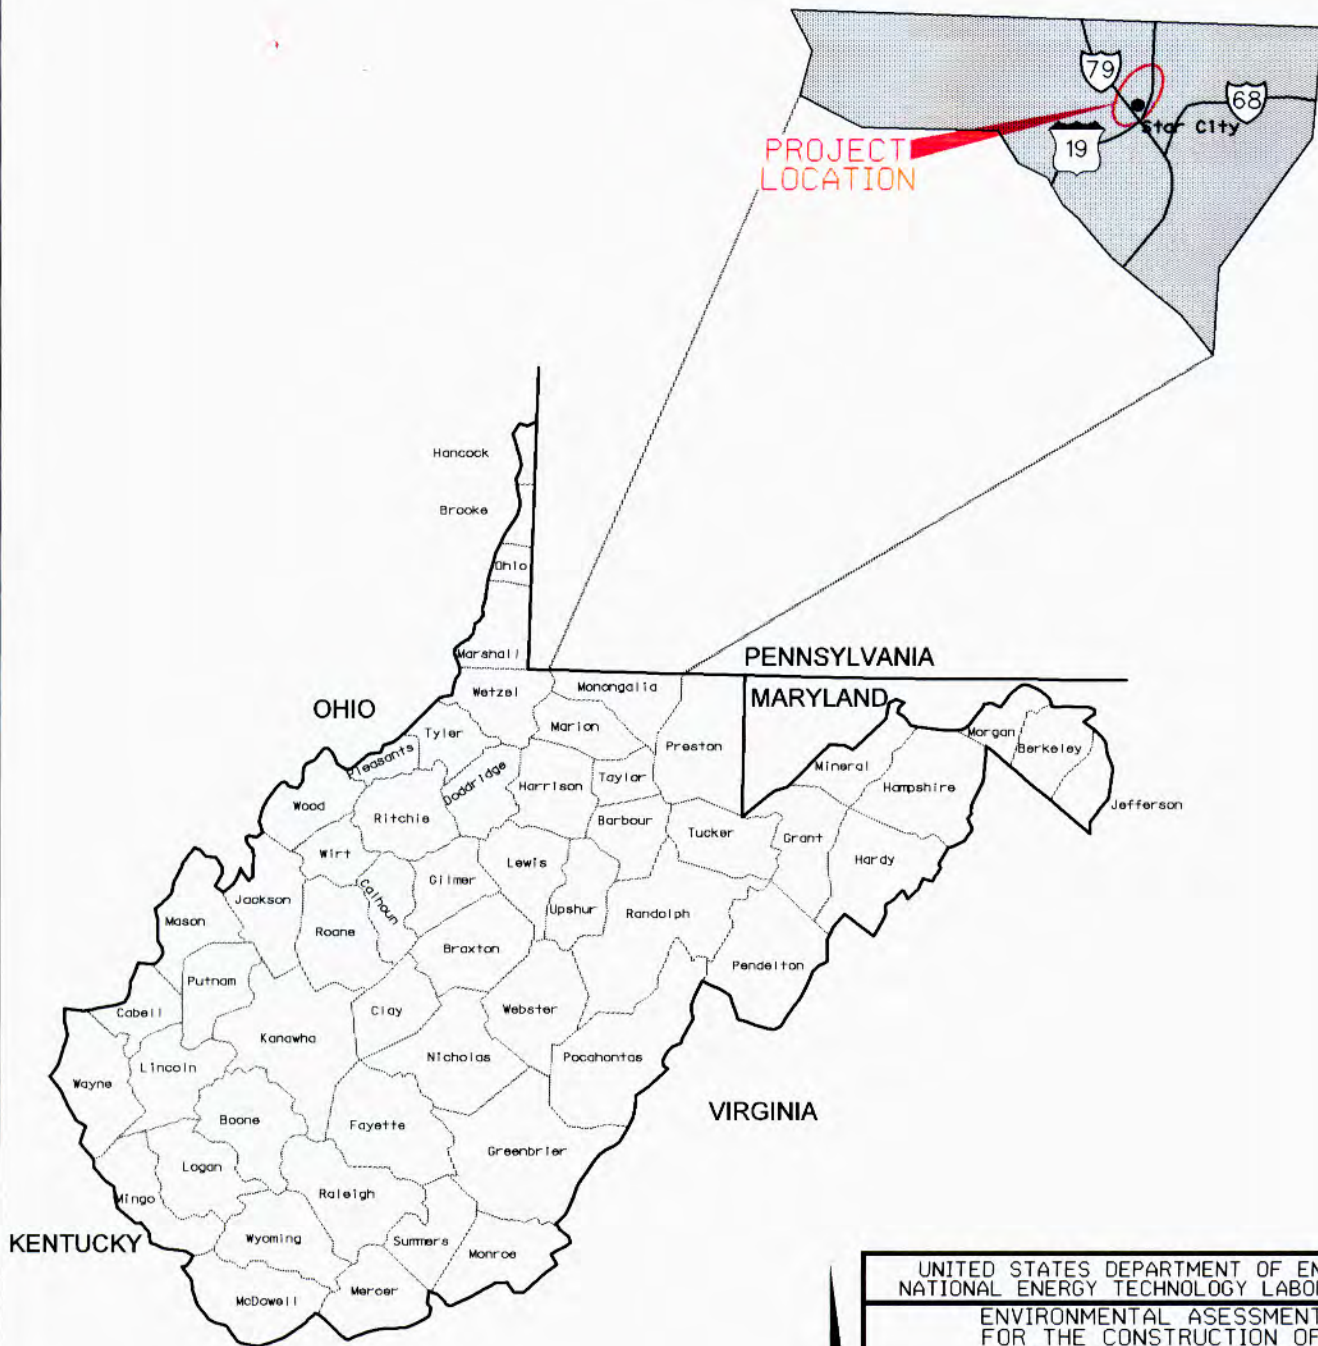 79
68
Star City
19
PROJECT
LOCATION
Hancock
Brooke
Ohio
Marshall
PENNSYLVANIA
Wetzel
Monongalia
MARYLAND
OHIO
Tyler
Marion
Preston
Morgan
Berkeley
Pleasants
Doddridge
Harrison
Taylor
Mineral
Hampshire
Jefferson
Wood
Ritchie
Barbour
Tucker
Grant
Hardy
Wirt
Gilmer
Lewis
Calhoun
Jackson
Upshur
Randolph
Mason
Roane
Braxton
Pendelton
Putnam
Cabell
Clay
Webster
Kanawha
Nicholas
Pocahontas
Lincoln
Wayne
VIRGINIA
Boone
Fayette
Greenbrier
Logan
Raleigh
Mingo
KENTUCKY
Wyoming
Summers
Monroe
McDowell
Mercer
UNITED STATES DEPARTMENT OF
NATIONAL ENERGY TECHNOLOGY
ENVIRONMENTAL ASESSMENT
FOR THE CONSTRUCTION OF